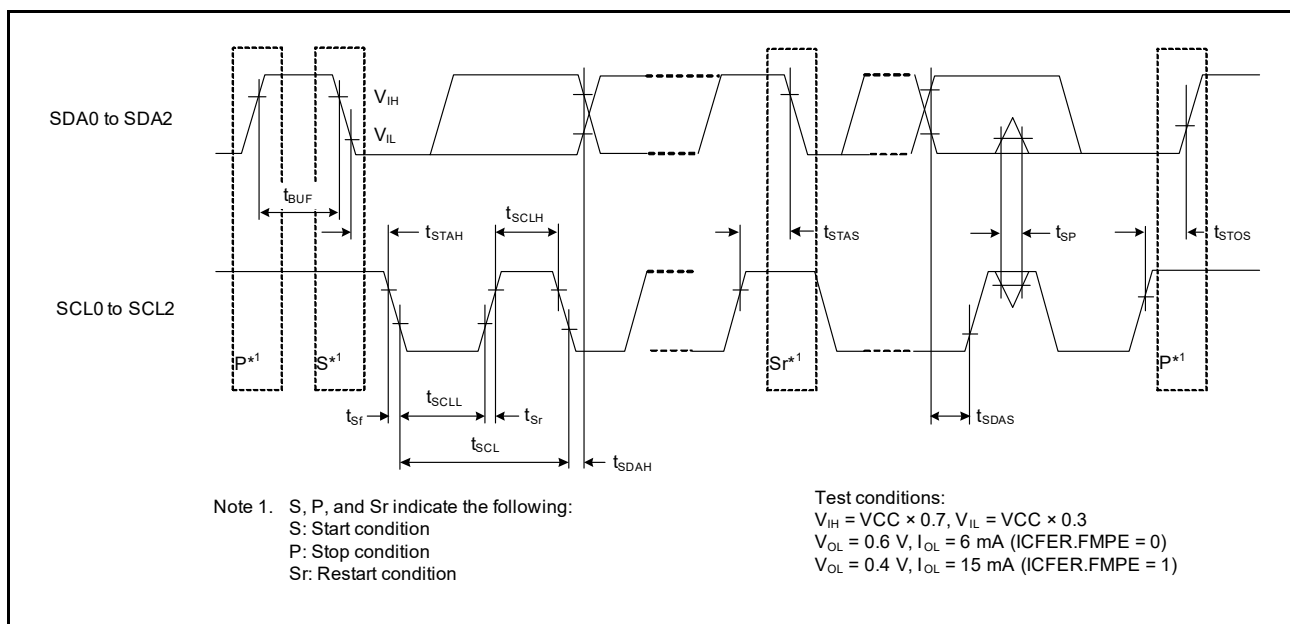 SDA0 to SDA2
VIH
VIL
tBUF
tSTAH
tSCLH
tSTAS
tSP
tSTOS
SCL0 to SCL2
P*1
S*1
Sr*1
P*1
tSf
tSCLL
tSr
tSCL
tSDAH
tSDAS
Note 1. S, P, and Sr indicate the following:
S: Start condition
P: Stop condition
Sr: Restart condition
Test conditions:
VIH = VCC × 0.7, VIL = VCC × 0.3
VOL = 0.6 V, IOL = 6 mA (ICFER.FMPE = 0)
VOL = 0.4 V, IOL = 15 mA (ICFER.FMPE = 1)